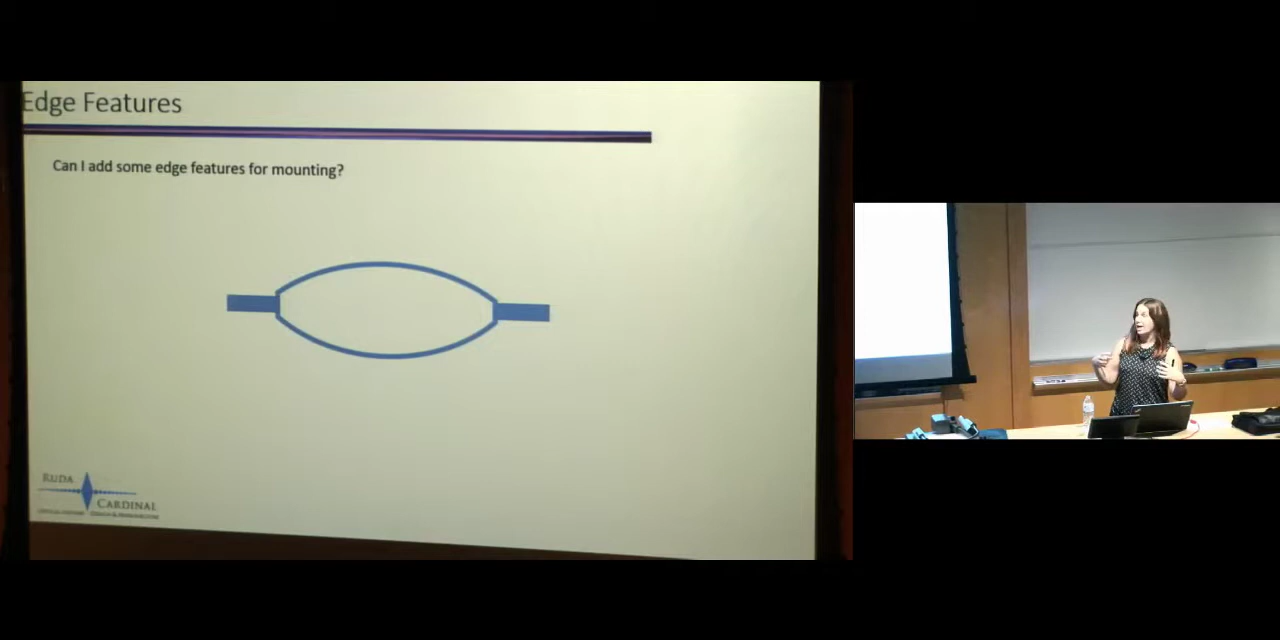 Edge Features
Can I add some edge features for mounting?
RUDA
CARDINAL